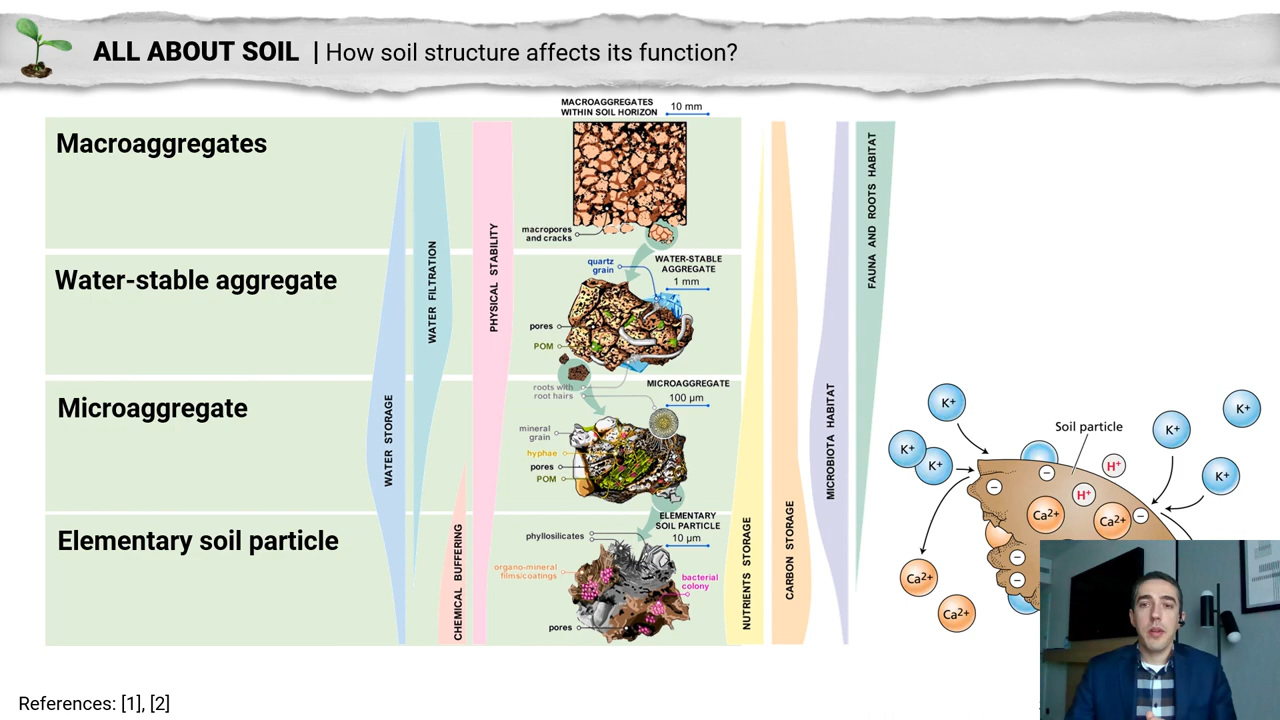 ALL ABOUT SOIL | How soil structure affects its function?
MACROAGGREGATES
WITHIN SOIL HORIZON
10 mm
Macroaggregates
macropores
and cracks
Water-stable aggregate
quartz
grain
WATER-STABLE
AGGREGATE
1 mm
pores
POM
Microaggregate
roots with
root hairs
MICROAGGREGATE
100 µm
mineral
grain
hyphae
pores
POM
Elementary soil particle
ELEMENTARY
SOIL PARTICLE
10 µm
phyllosilicates
organo-mineral
films/coatings
bacterial
colony
pores
WATER STORAGE
WATER FILTRATION
CHEMICAL BUFFERING
PHYSICAL STABILITY
NUTRIENTS STORAGE
CARBON STORAGE
MICROBIOTA HABITAT
FAUNA AND ROOTS HABITAT
K+
K+
K+
Soil particle
K+
K+
K+
H+
H+
Ca2+
Ca2+
Ca2+
Ca2+
References: [1], [2]